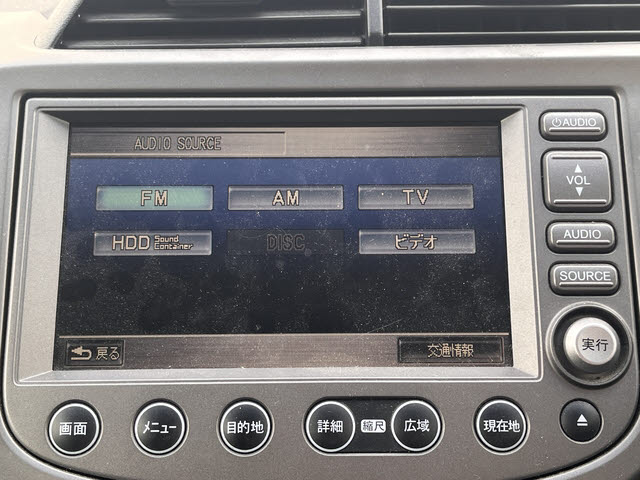 AUDIO SOURCE
FM AM TV
HDD Sound Container DISC ビデオ
戻る 交通情報
AUDIO
VOL
AUDIO
SOURCE
実行
画面 メニュー 目的地 詳細 縮尺 広域 現在地